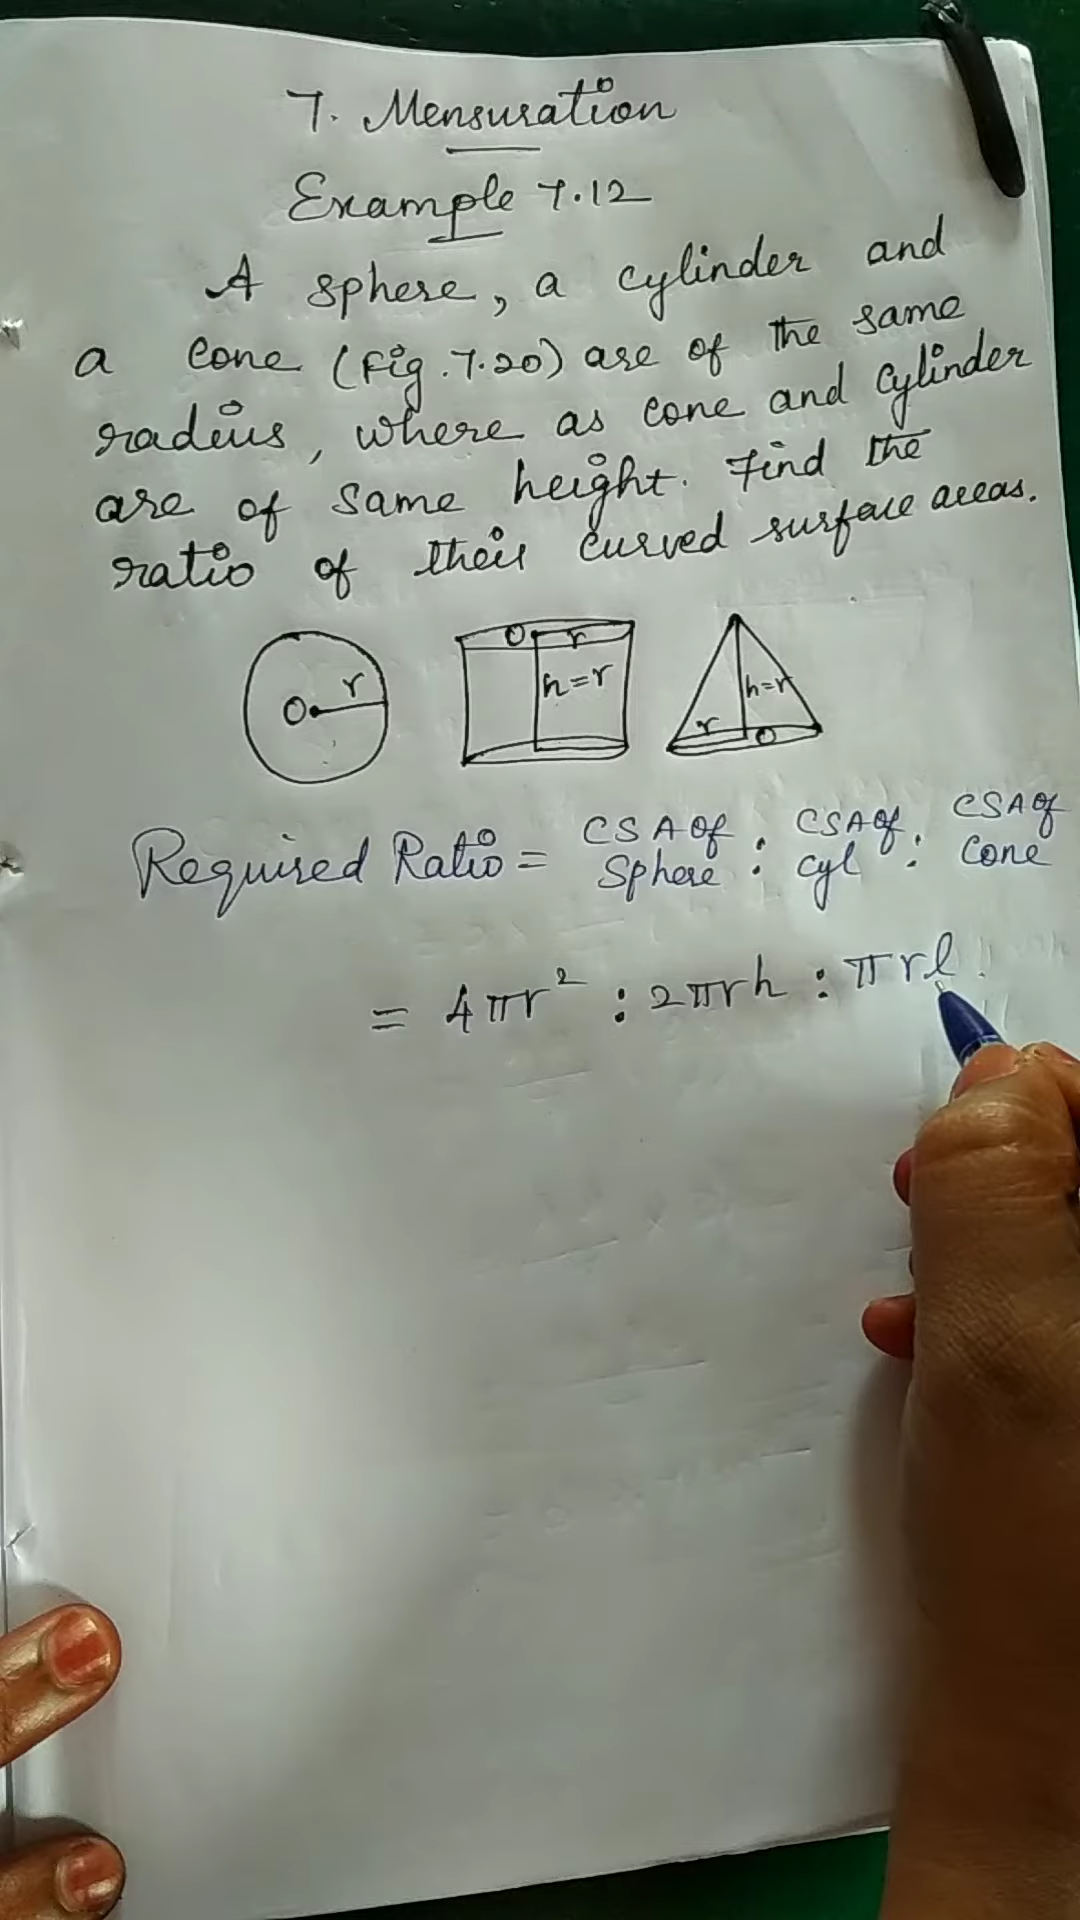 7. Mensuration
Example 7.12
A sphere, a cylinder and
a cone (Fig.7.20) are of the same
radius, where as cone and cylinder
are of same height. Find the
ratio of their curved surface areas.
O r
O r
h=r
h=r
r O
Required Ratio = CSA of Sphere : CSA of Cyl : CSA of Cone
= 4πr² : 2πrh : πrl